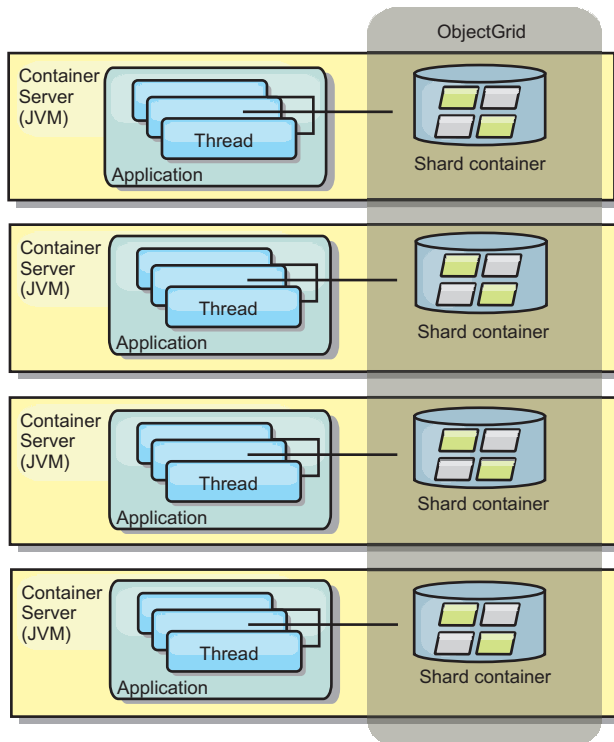 ObjectGrid
Container
Server
(JVM)
Thread
Application
Shard container
Container
Server
(JVM)
Thread
Application
Shard container
Container
Server
(JVM)
Thread
Application
Shard container
Container
Server
(JVM)
Thread
Application
Shard container